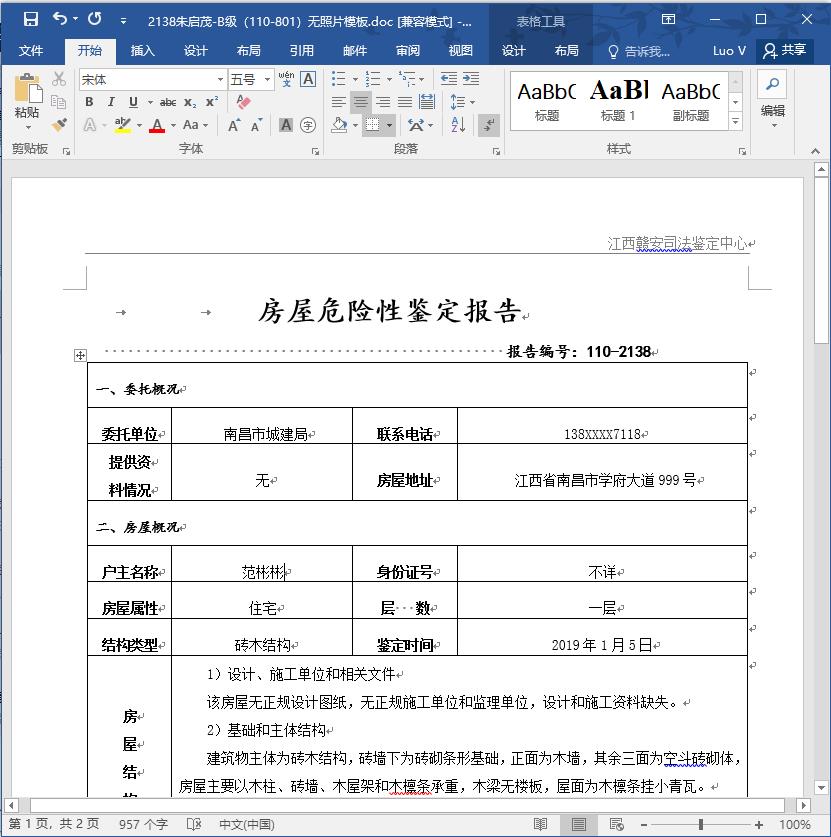 2138朱启茂-B级（110-801）无照片模板.doc [兼容模式] -...
表格工具
文件 开始 插入 设计 布局 引用 邮件 审阅 视图 设计 布局 告诉我... Luo V 共享
宋体 五号 wén 文 A
粘贴 B I U abc x₂ x² AaBbC AaBl AaBbC 编辑
A aby A Aa A A A 字 标题 标题 1 副标题
剪贴板 字体 段落 样式
江西赣安司法鉴定中心
房屋危险性鉴定报告
报告编号：110-2138
一、委托概况
委托单位 南昌市城建局 联系电话 138XXXX7118
提供资
料情况 无 房屋地址 江西省南昌市学府大道 999 号
二、房屋概况
户主名称 范彬彬 身份证号 不详
房屋属性 住宅 层 数 一层
结构类型 砖木结构 鉴定时间 2019 年 1 月 5 日
房
屋
结
1）设计、施工单位和相关文件
该房屋无正规设计图纸，无正规施工单位和监理单位，设计和施工资料缺失。
2）基础和主体结构
建筑物主体为砖木结构，砖墙下为砖砌条形基础，正面为木墙，其余三面为空斗砖砌体，
房屋主要以木柱、砖墙、木屋架和木檩条承重，木梁无楼板，屋面为木檩条挂小青瓦。
第 1 页，共 2 页 957 个字 中文(中国) 100%